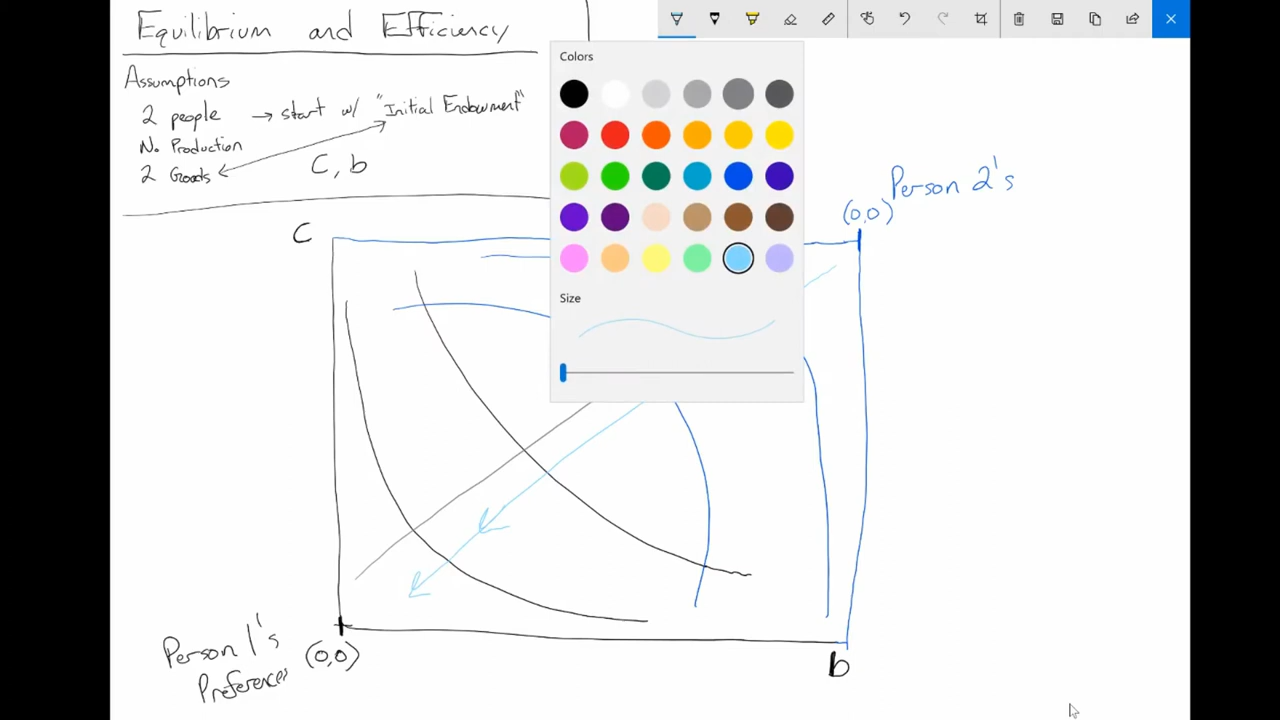 Equilibrium and Efficiency
Assumptions
2 people → start w/ "Initial Endowment"
No Production
2 Goods
C, b
Colors
Size
Person 2's
(0,0)
C
Person 1's
Preferences
(0,0)
b